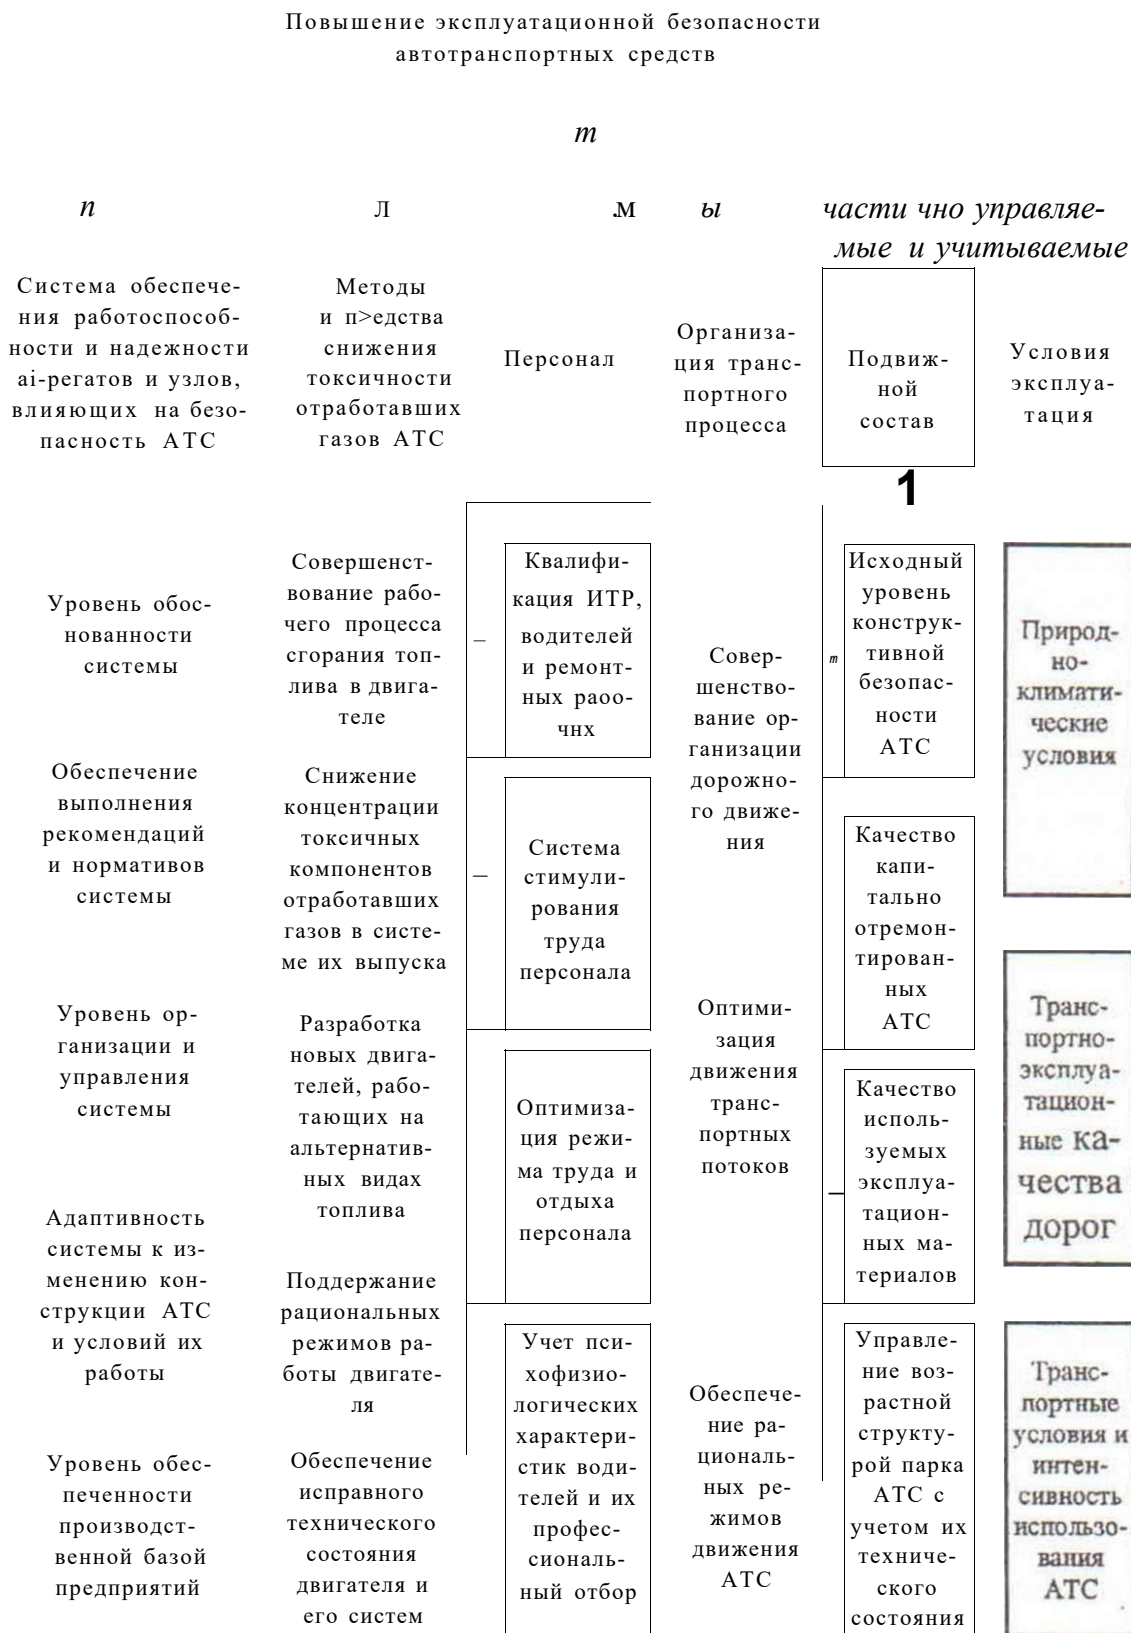 Повышение эксплуатационной безопасности
автотранспортных средств
т
п
Л
.м
ы
части чно управляе-
мые и учитываемые
Система обеспече-
ния работоспособ-
ности и надежности
аi-регатов и узлов,
влияющих на безо-
пасность АТС
Методы
и п>едства
снижения
токсичности
отработавших
газов АТС
Персонал
Организа-
ция транс-
портного
процесса
Подвиж-
ной
состав
Условия
эксплуа-
тация
1
Уровень обос-
нованности
системы
Обеспечение
выполнения
рекомендаций
и нормативов
системы
Уровень ор-
ганизации и
управления
системы
Адаптивность
системы к из-
менению кон-
струкции АТС
и условий их
работы
Уровень обес-
печенности
производст-
венной базой
предприятий
Совершенст-
вование рабо-
чего процесса
сгорания топ-
лива в двига-
теле
Снижение
концентрации
токсичных
компонентов
отработавших
газов в систе-
ме их выпуска
Разработка
новых двига-
телей, рабо-
тающих на
альтернатив-
ных видах
топлива
Поддержание
рациональных
режимов ра-
боты двигате-
ля
Обеспечение
исправного
технического
состояния
двигателя и
его систем
–
Квалифи-
кация ИТР,
водителей
и ремонт-
ных раоо-
чнх
–
Система
стимули-
рования
труда
персонала
Оптимиза-
ция режи-
ма труда и
отдыха
персонала
Учет пси-
хофизио-
логических
характери-
стик води-
телей и их
профес-
сиональ-
ный отбор
Совер-
шенство-
вание ор-
ганизации
дорожно-
го движе-
ния
Оптими-
зация
движения
транс-
портных
потоков
Обеспече-
ние ра-
циональ-
ных ре-
жимов
движения
АТС
т
Исходный
уровень
конструк-
тивной
безопас-
ности
АТС
Качество
капи-
тально
отремон-
тирован-
ных
АТС
–
Качество
исполь-
зуемых
эксплуа-
тацион-
ных ма-
териалов
Управле-
ние воз-
растной
структу-
рой парка
АТС с
учетом их
техниче-
ского
состояния
Природ-
но-
климати-
ческие
условия
Транс-
портно-
эксплуа-
тацион-
ные ка-
чества
дорог
Транс-
портные
условия и
интен-
сивность
использо-
вания
АТС